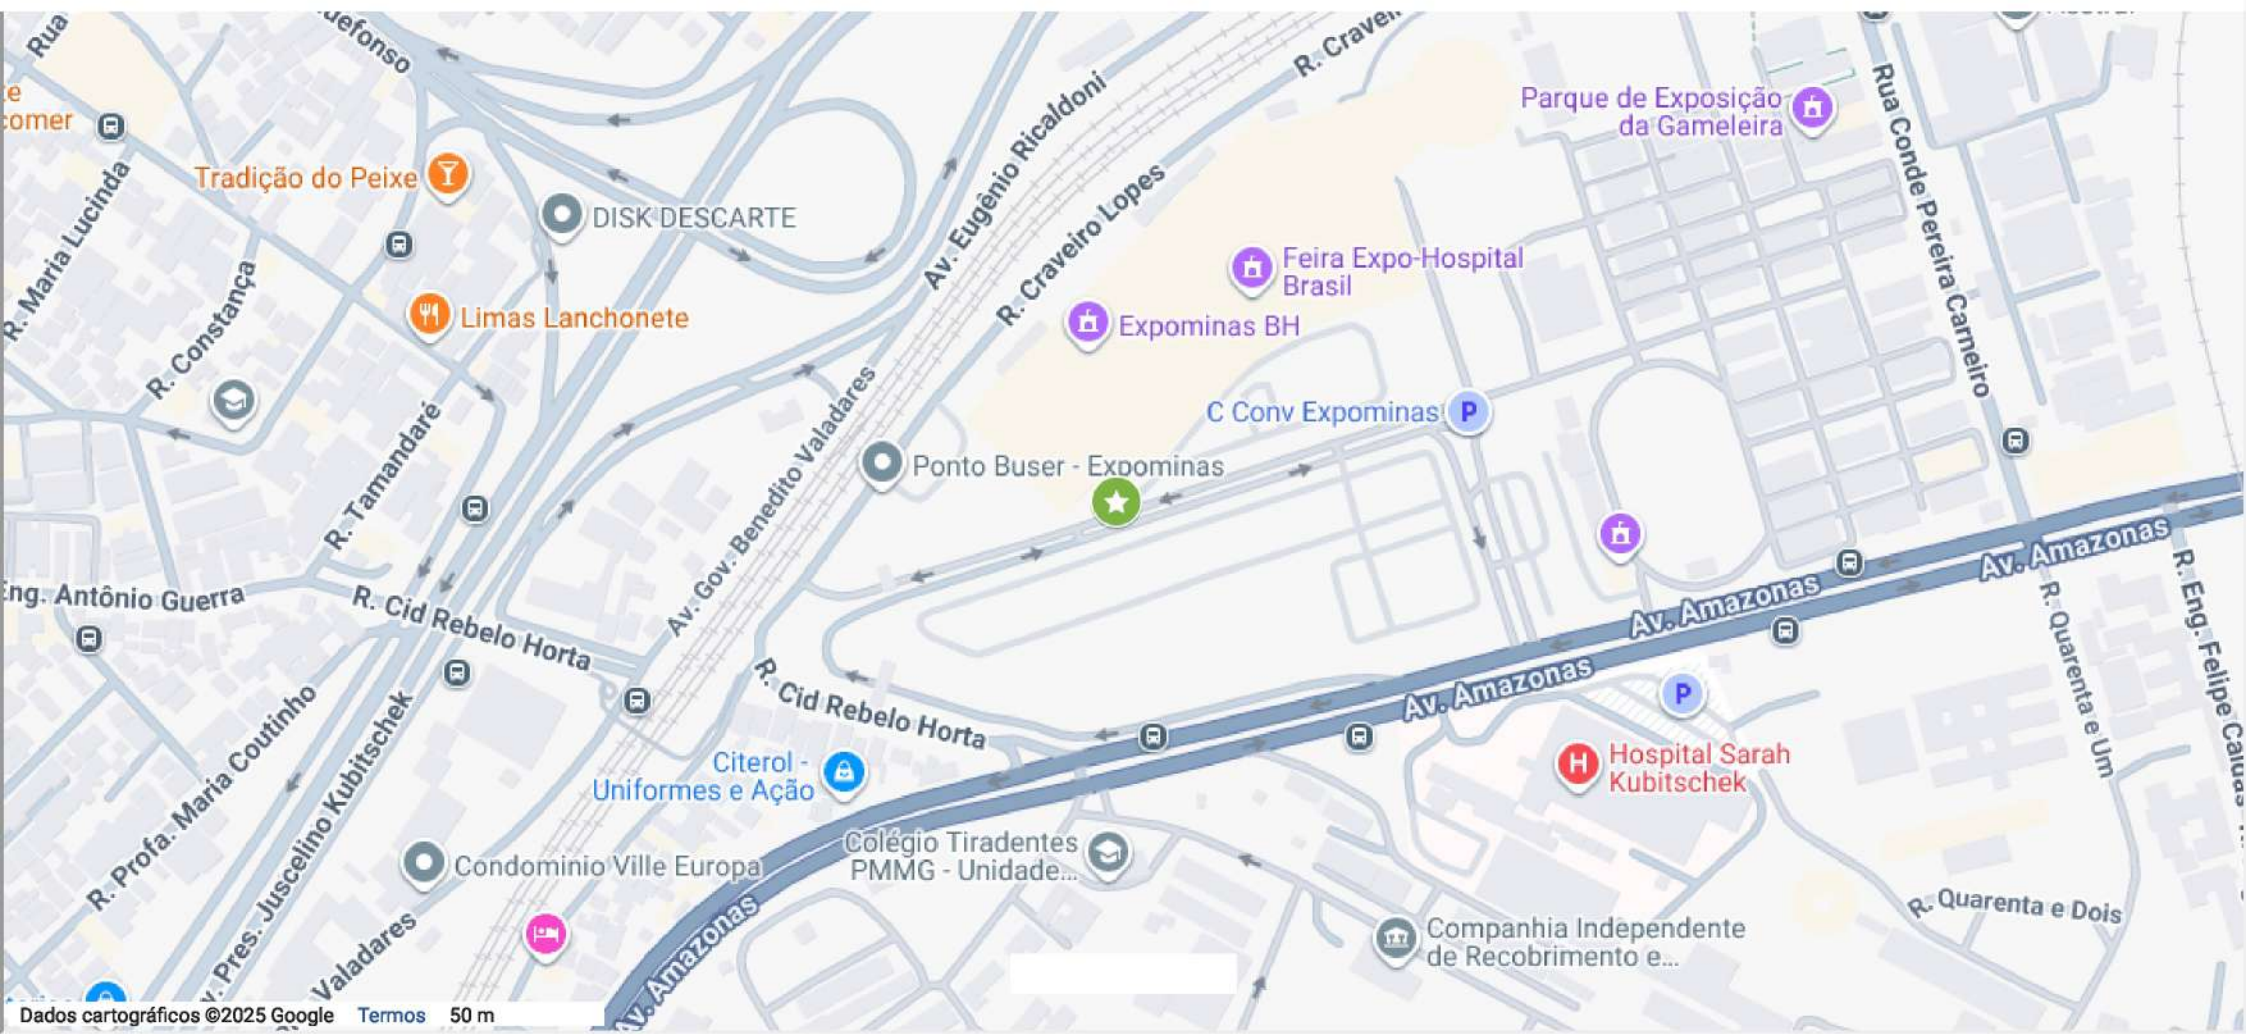 Rua
uefonso
R. Cravei
te
comer
Av. Eugênio Ricaldoni
Parque de Exposição
da Gameleira
Rua Conde Pereira Carneiro
Tradição do Peixe
R. Maria Lucinda
DISK DESCARTE
R. Craveiro Lopes
Feira Expo-Hospital
Brasil
R. Constança
Limas Lanchonete
Expominas BH
C Conv Expominas
P
R. Tamandaré
Av. Gov. Benedito Valadares
Ponto Buser - Expominas
Eng. Antônio Guerra
R. Cid Rebelo Horta
Av. Amazonas
Av. Amazonas
R. Quarenta e Um
R. Eng. Felipe Caldas
R. Cid Rebelo Horta
Av. Amazonas
P
R. Profa. Maria Coutinho
Av. Pres. Juscelino Kubitschek
Citerol -
Uniformes e Ação
H
Hospital Sarah
Kubitschek
Colégio Tiradentes
PMMG - Unidade...
Condominio Ville Europa
R. Quarenta e Dois
Av. Amazonas
Valadares
Companhia Independente
de Recobrimento e...
Dados cartográficos ©2025 Google
Termos
50 m